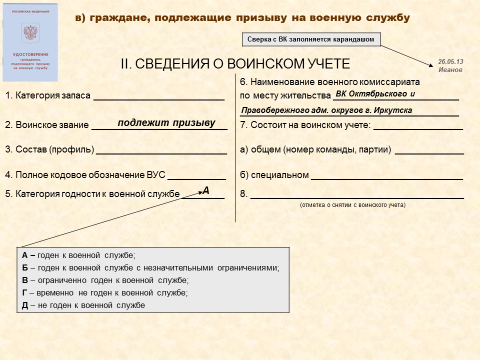 в) граждане, подлежащие призыву на военную службу
РОССИЙСКАЯ ФЕДЕРАЦИЯ
УДОСТОВЕРЕНИЕ
гражданина,
подлежащего призыву
на военную службу
Сверка с ВК заполняется карандашом
26.05.13
Иванов
II. СВЕДЕНИЯ О ВОИНСКОМ УЧЕТЕ
1. Категория запаса
2. Воинское звание подлежит призыву
3. Состав (профиль)
4. Полное кодовое обозначение ВУС
5. Категория годности к военной службе А
6. Наименование военного комиссариата
по месту жительства ВК Октябрьского и
Правобережного адм. округов г. Иркутска
7. Состоит на воинском учете:
а) общем (номер команды, партии)
б) специальном
8.
(отметка о снятии с воинского учета)
А – годен к военной службе;
Б – годен к военной службе с незначительными ограничениями;
В – ограниченно годен к военной службе;
Г – временно не годен к военной службе;
Д – не годен к военной службе